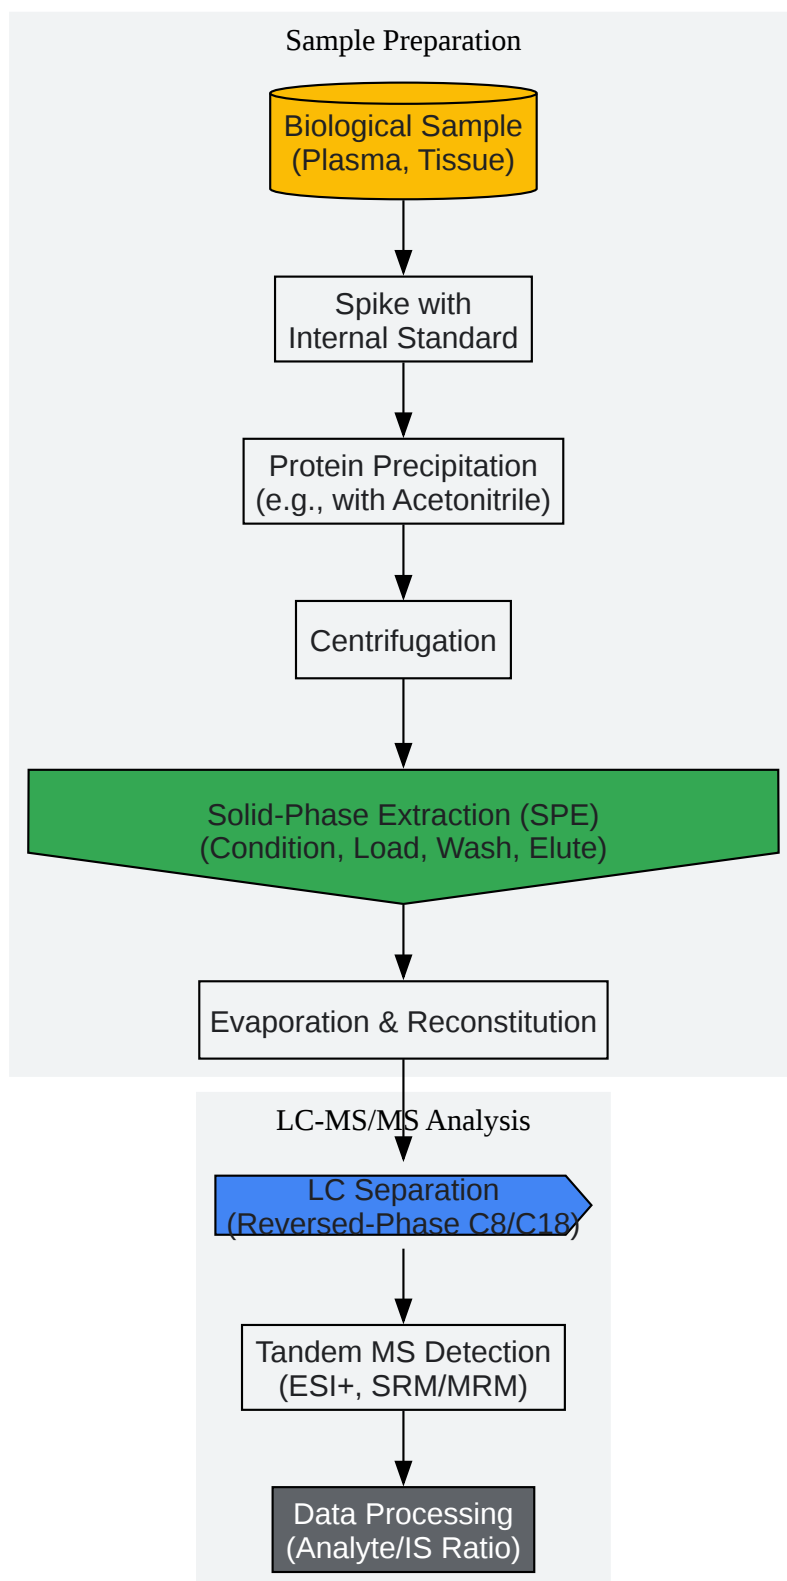 Sample Preparation
Biological Sample
(Plasma, Tissue)
Spike with
Internal Standard
Protein Precipitation
(e.g., with Acetonitrile)
Centrifugation
Solid-Phase Extraction (SPE)
(Condition, Load, Wash, Elute)
Evaporation & Reconstitution
LC-MS/MS Analysis
LC Separation
(Reversed-Phase C8/C18)
Tandem MS Detection
(ESI+, SRM/MRM)
Data Processing
(Analyte/IS Ratio)